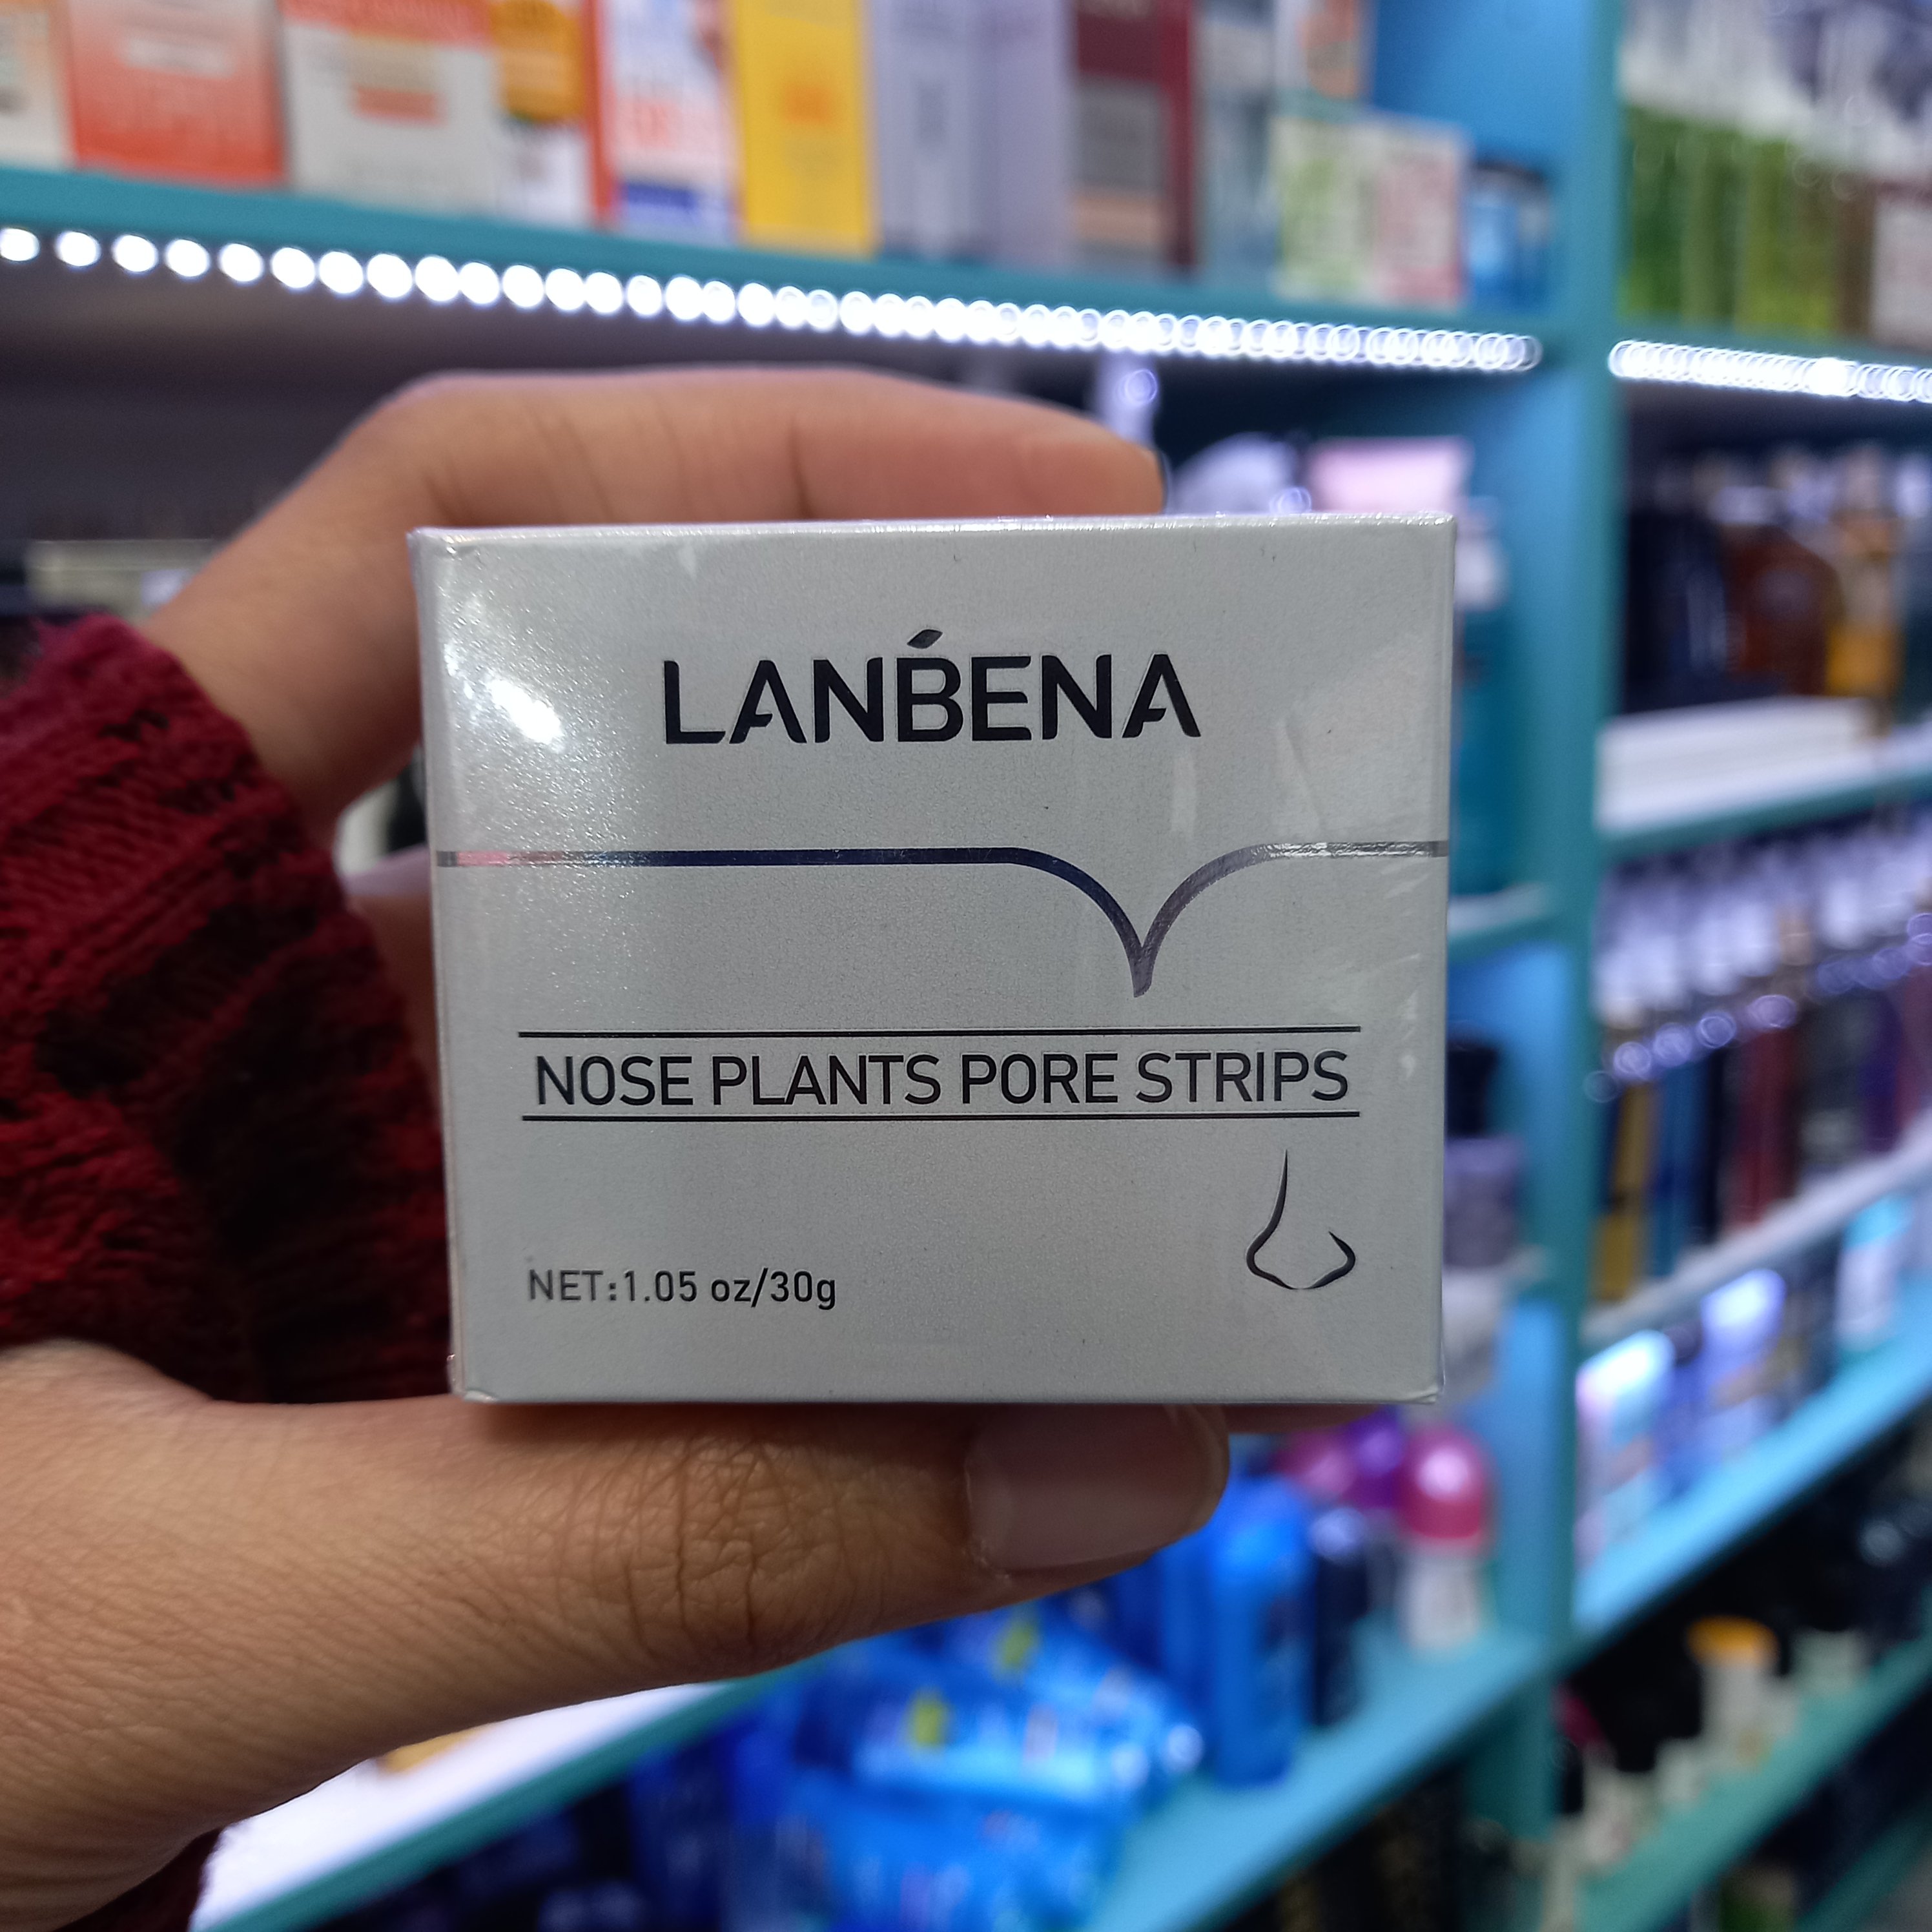 LANBENA
NOSE PLANTS PORE STRIPS
NET:1.05 oz/30g